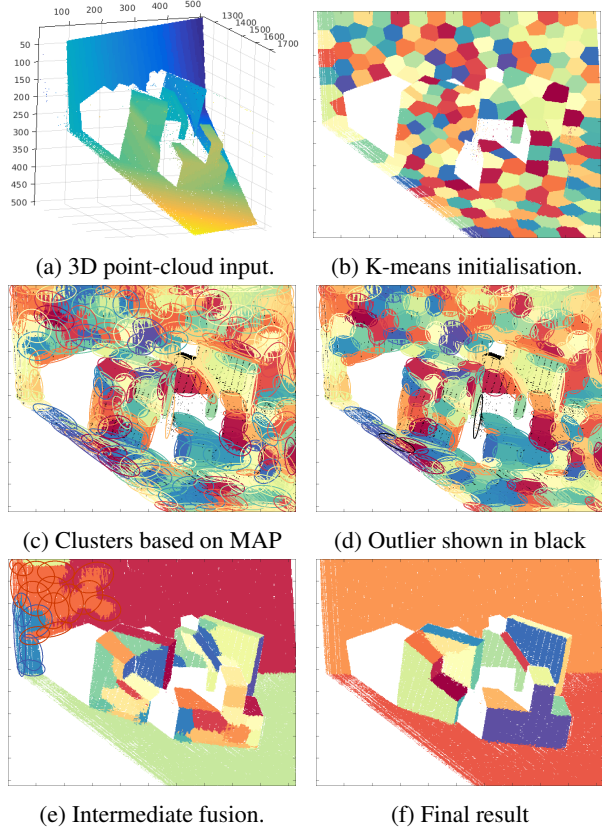 100 200 300 400 500
1300
1400
1500
1600
1700
50
100
150
200
250
300
350
400
450
500
(a) 3D point-cloud input.
(b) K-means initialisation.
(c) Clusters based on MAP
(d) Outlier shown in black
(e) Intermediate fusion.
(f) Final result